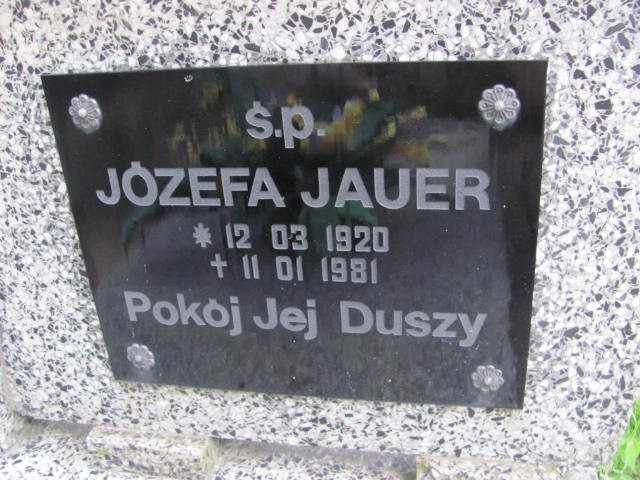 ś.p.
JÓZEFA JAUER
* 12 03 1920
† 11 01 1981
Pokój Jej Duszy